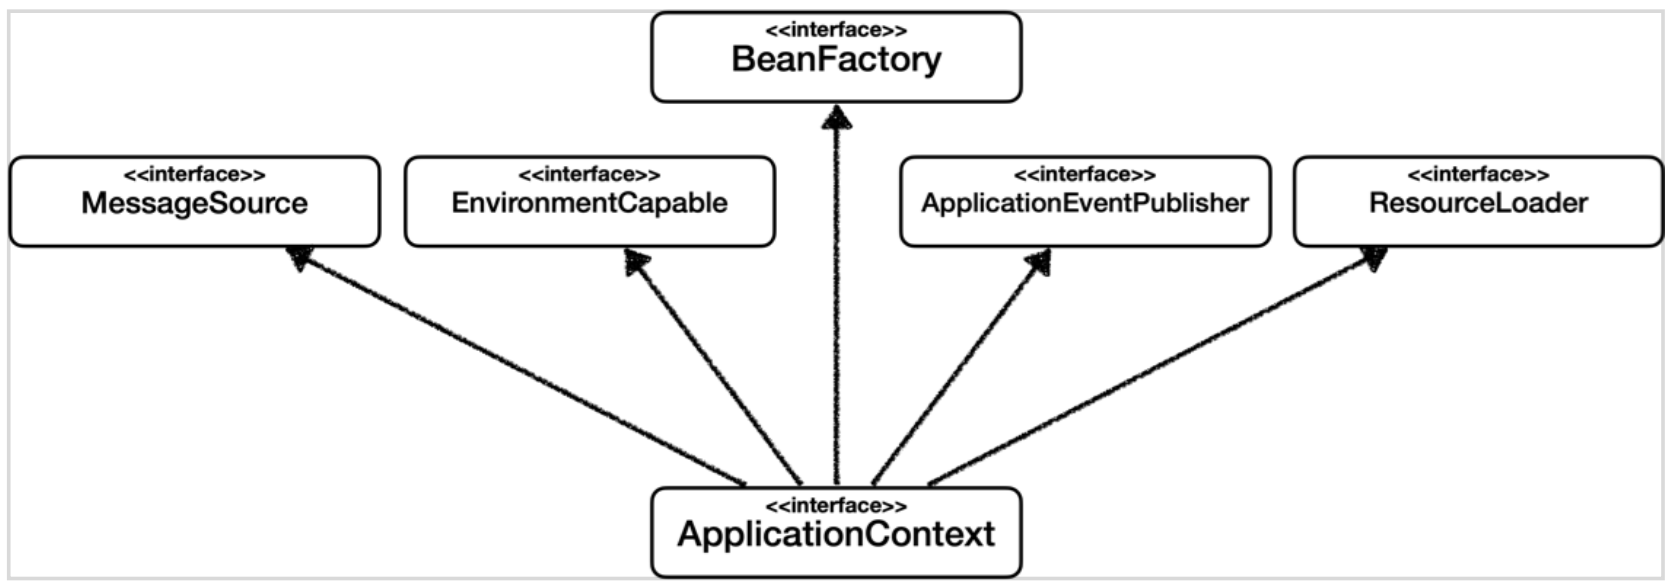 <<interface>>
BeanFactory
<<interface>>
MessageSource
<<interface>>
EnvironmentCapable
<<interface>>
ApplicationEventPublisher
<<interface>>
ResourceLoader
<<interface>>
ApplicationContext